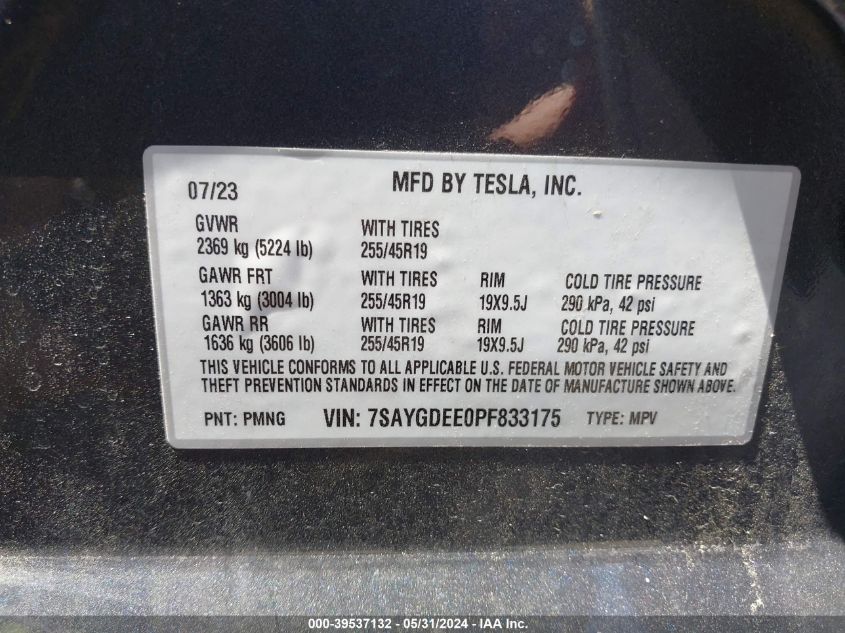 07/23 MFD BY TESLA, INC.
GVWR WITH TIRES
2369 kg (5224 lb) 255/45R19
GAWR FRT WITH TIRES RIM COLD TIRE PRESSURE
1363 kg (3004 lb) 255/45R19 19X9.5J 290 kPa, 42 psi
GAWR RR WITH TIRES RIM COLD TIRE PRESSURE
1636 kg (3606 lb) 255/45R19 19X9.5J 290 kPa, 42 psi
THIS VEHICLE CONFORMS TO ALL APPLICABLE U.S. FEDERAL MOTOR VEHICLE SAFETY AND
THEFT PREVENTION STANDARDS IN EFFECT ON THE DATE OF MANUFACTURE SHOWN ABOVE.
PNT: PMNG VIN: 7SAYGDEE0PF833175 TYPE: MPV
000-39537132 - 05/31/2024 - IAA Inc.